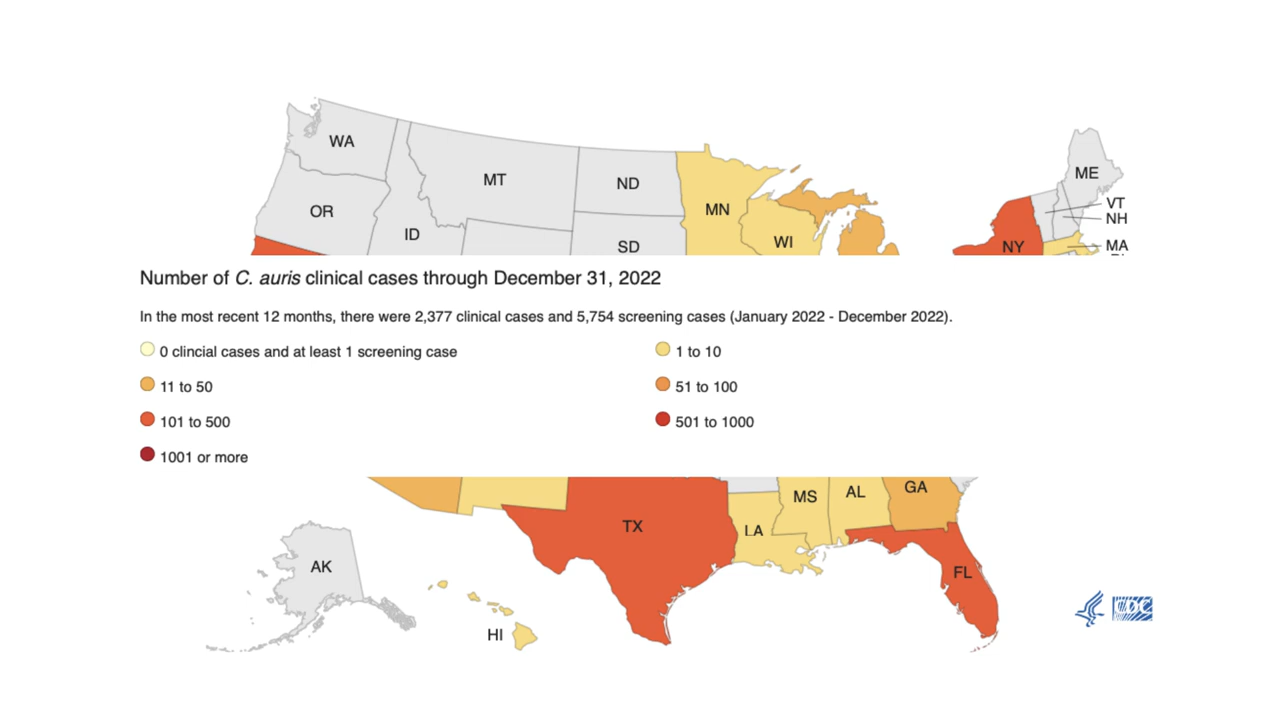 WA
ME
MT
ND
VT
OR
MN
NH
ID
WI
SD
NY
MA
Number of C. auris clinical cases through December 31, 2022
In the most recent 12 months, there were 2,377 clinical cases and 5,754 screening cases (January 2022 - December 2022).
0 clincial cases and at least 1 screening case
1 to 10
11 to 50
51 to 100
101 to 500
501 to 1000
1001 or more
MS
AL
GA
TX
LA
AK
FL
HI
CDC